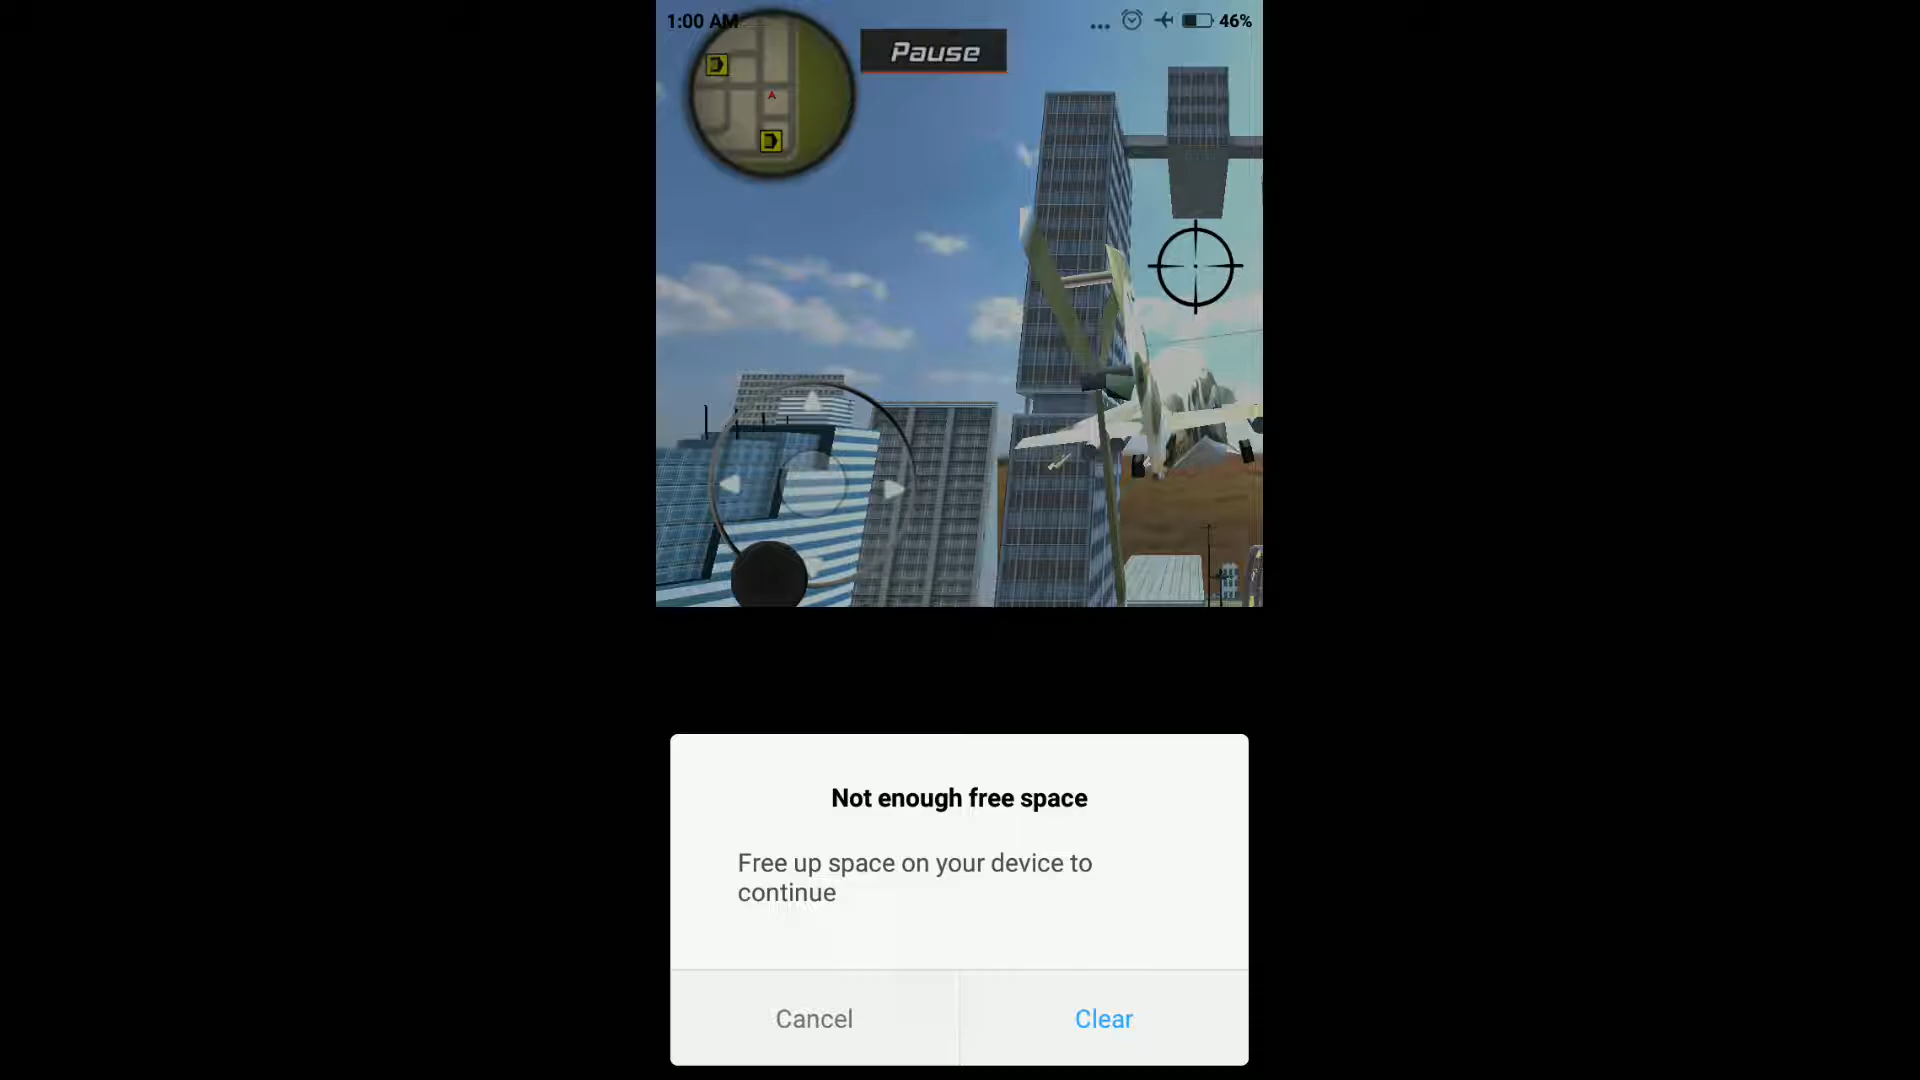 1:00 AM
... 46%
Pause
Not enough free space
Free up space on your device to
continue
Cancel
Clear